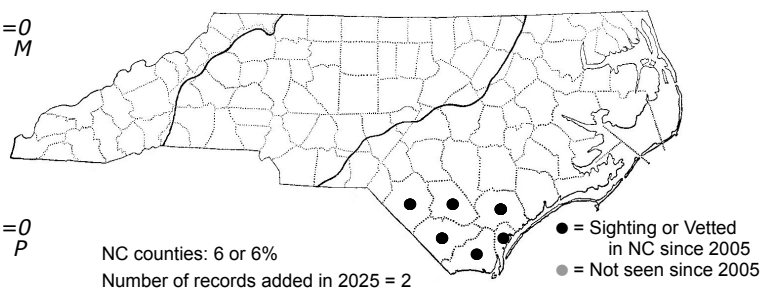 =0
M
=0
P
NC counties: 6 or 6%
Number of records added in 2025 = 2
● = Sighting or Vetted
in NC since 2005
● = Not seen since 2005